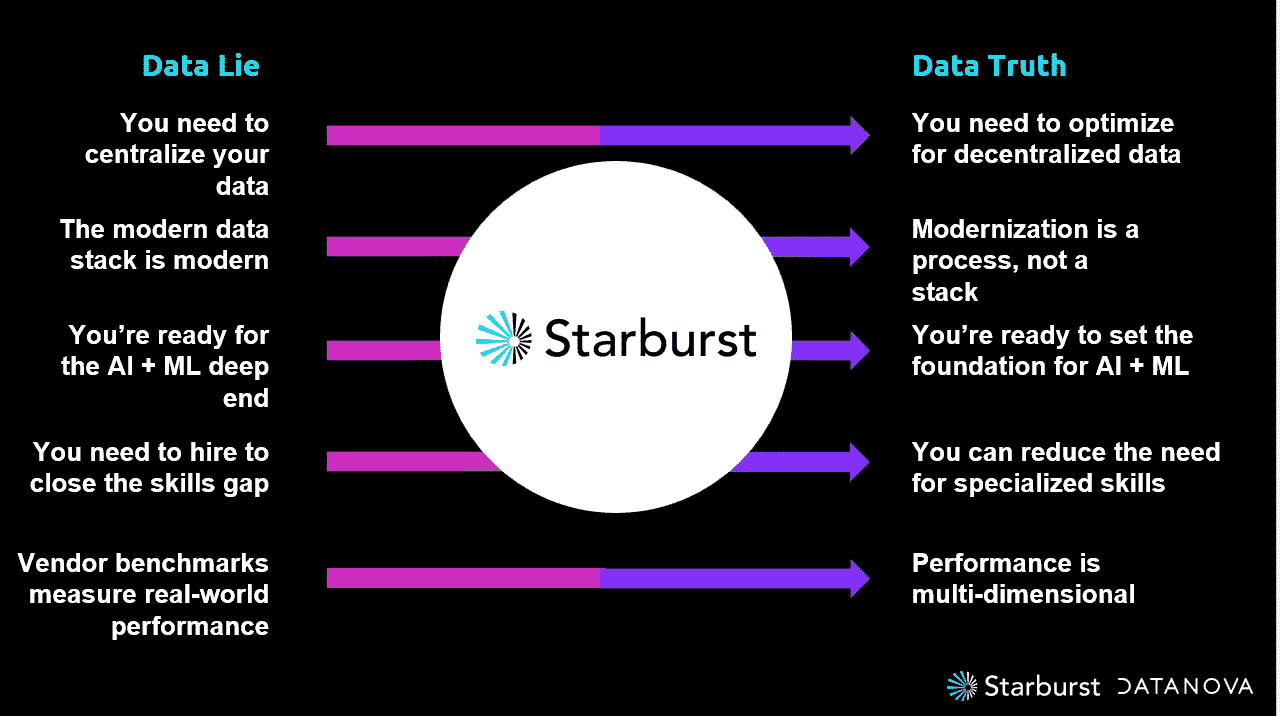 Data Lie
Data Truth
You need to
centralize your
data
You need to optimize
for decentralized data
The modern data
stack is modern
Modernization is a
process, not a
stack
You’re ready for
the AI + ML deep
end
Starburst
You’re ready to set the
foundation for AI + ML
You need to hire to
close the skills gap
You can reduce the need
for specialized skills
Vendor benchmarks
measure real-world
performance
Performance is
multi-dimensional
Starburst DATANOVA